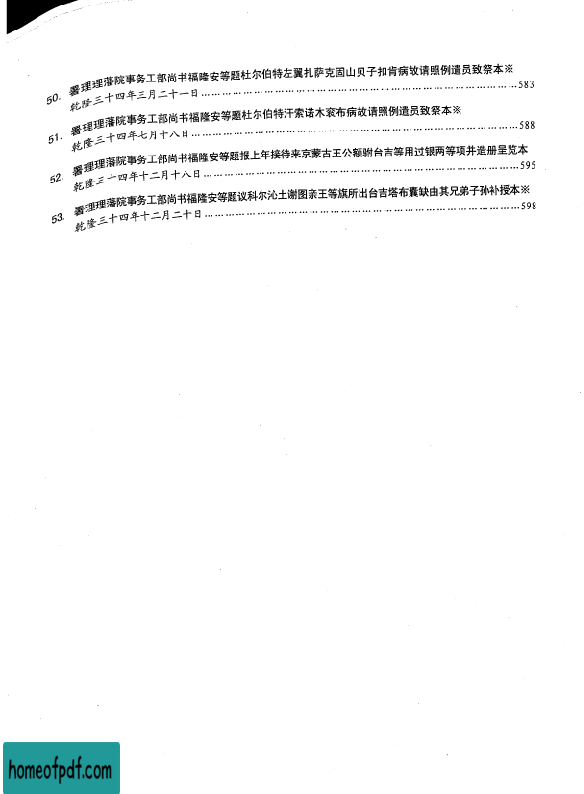 50. 署理理藩院事务工部尚书福隆安等题杜尔伯特左翼扎萨克固山贝子扣肯病故请照例遣员致祭本※
乾隆三十四年三月二十一日……………………………………………………583
51. 署理理藩院事务工部尚书福隆安等题杜尔伯特汗索诺木衮布病故请照例遣员致祭本※
乾隆三十四年七月十八日……………………………………………………588
52. 署理理藩院事务工部尚书福隆安等题报上年接待来京蒙古王公额驸台吉等用过银两等项并造册呈览本
乾隆三十四年十二月十八日……………………………………………………595
53. 署理理藩院事务工部尚书福隆安等题议科尔沁土谢图亲王等旗所出台吉塔布囊缺由其兄弟子孙补授本※
乾隆三十四年十二月二十日……………………………………………………598
homeofpdf.com